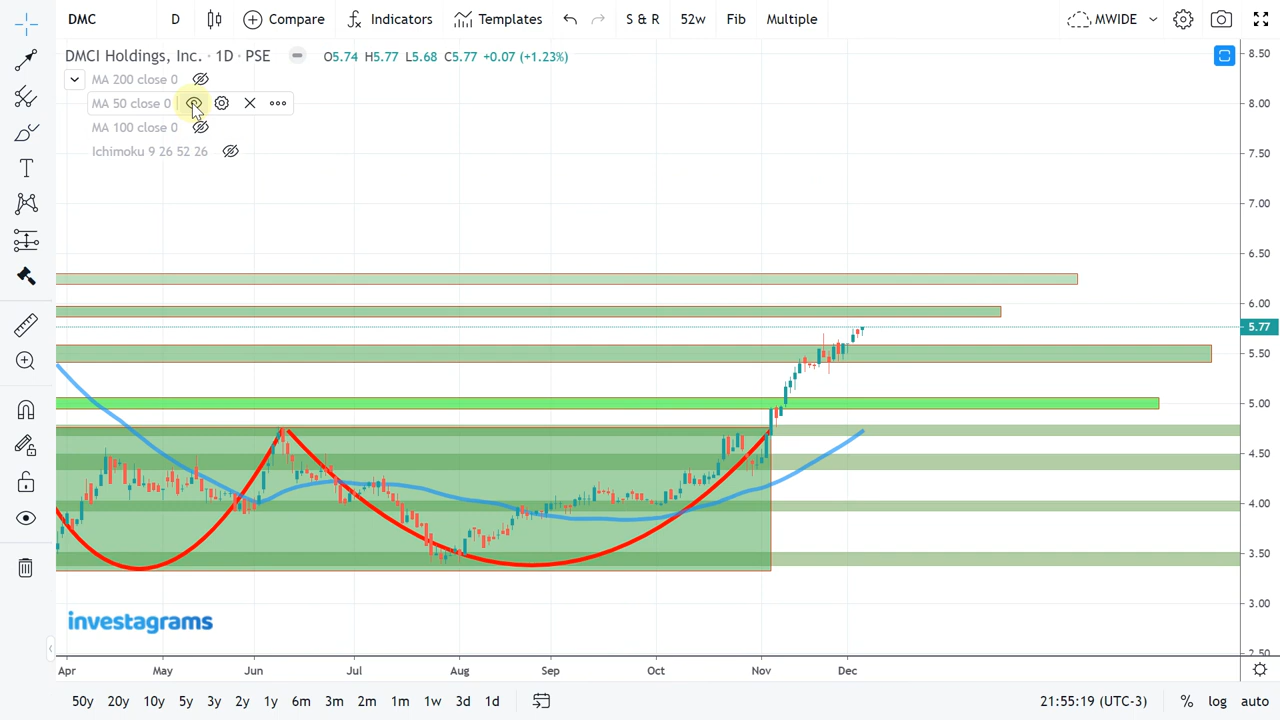 DMC D Compare Indicators Templates S & R 52w Fib Multiple MWIDE
DMCI Holdings, Inc. · 1D · PSE O5.74 H5.77 L5.68 C5.77 +0.07 (+1.23%)
MA 200 close 0
MA 50 close 0
MA 100 close 0
Ichimoku 9 26 52 26
8.50
8.00
7.50
7.00
6.50
6.00
5.77
5.50
5.00
4.50
4.00
3.50
3.00
2.50
investagrams
Apr May Jun Jul Aug Sep Oct Nov Dec
50y 20y 10y 5y 3y 2y 1y 6m 3m 2m 1m 1w 3d 1d 21:55:19 (UTC-3) % log auto